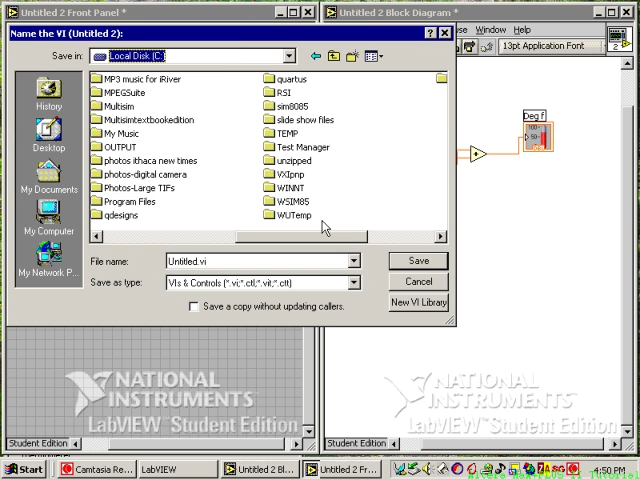 Untitled 2 Front Panel *
Untitled 2 Block Diagram *
Name the VI (Untitled 2):
Window Help
Save in: Local Disk (C:)
13pt Application Font
2
MP3 music for iRiver
MPEGSuite
Multisim
Multisimtextbookedition
My Music
OUTPUT
photos ithaca new times
photos-digital camera
Photos-Large TIFs
Program Files
qdesigns
quartus
RSI
sim8085
slide show files
TEMP
Test Manager
unzipped
VXIpnp
WINNT
WSIM85
WUTemp
History
Desktop
My Documents
My Computer
My Network P...
Deg f
100-
50-
File name: Untitled.vi
Save
Save as type: VIs & Controls (*.vi;*.ctl;*.vit;*.ctt)
Cancel
Save a copy without updating callers.
New VI Library
NATIONAL
INSTRUMENTS
LabVIEW Student Edition
NATIONAL
INSTRUMENTS
LabVIEW Student Edition
Student Edition
Student Edition
Start
Camtasia Re...
LabVIEW
Untitled 2 Bl...
Untitled 2 Fr...
4:50 PM